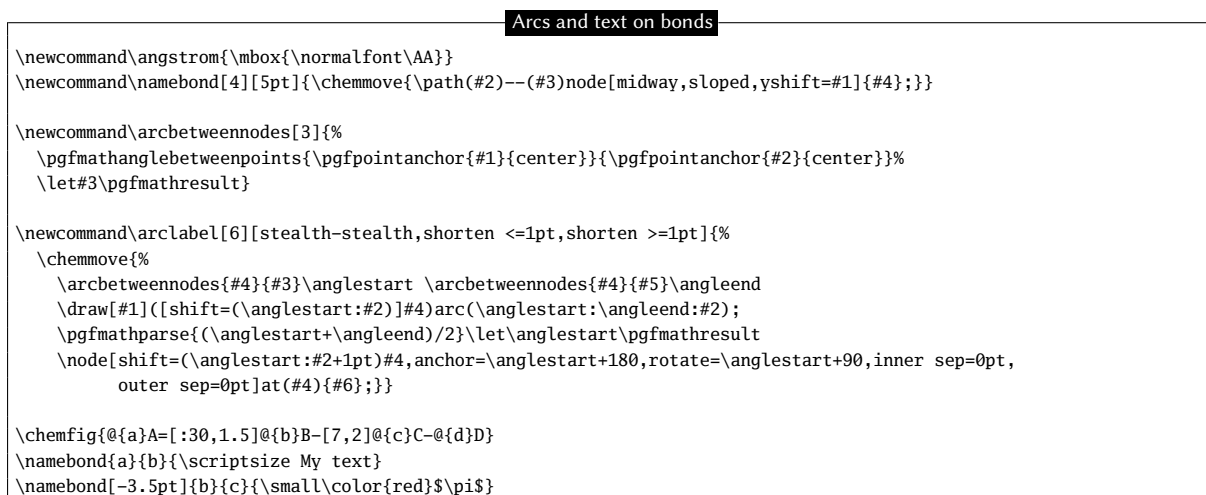 Arcs and text on bonds
\newcommand\angstrom{\mbox{\normalfont\AA}}
\newcommand\namebond[4][5pt]{\chemmove{\path(#2)--(#3)node[midway,sloped,yshift=#1]{#4};}}
\newcommand\arcbetweennodes[3]{%
\pgfmathanglebetweenpoints{\pgfpointanchor{#1}{center}}{\pgfpointanchor{#2}{center}}%
\let#3\pgfmathresult}
\newcommand\arclabel[6][stealth-stealth,shorten <=1pt,shorten >=1pt]{%
\chemmove{%
\arcbetweennodes{#4}{#3}\anglestart \arcbetweennodes{#4}{#5}\angleend
\draw[#1]([shift=(\anglestart:#2)]#4)arc(\anglestart:\angleend:#2);
\pgfmathparse{(\anglestart+\angleend)/2}\let\anglestart\pgfmathresult
\node[shift=(\anglestart:#2+1pt)#4,anchor=\anglestart+180,rotate=\anglestart+90,inner sep=0pt,
outer sep=0pt]at(#4){#6};}}
\chemfig{@{a}A=[:30,1.5]@{b}B-[7,2]@{c}C-@{d}D}
\namebond{a}{b}{\scriptsize My text}
\namebond[-3.5pt]{b}{c}{\small\color{red}$\pi$}